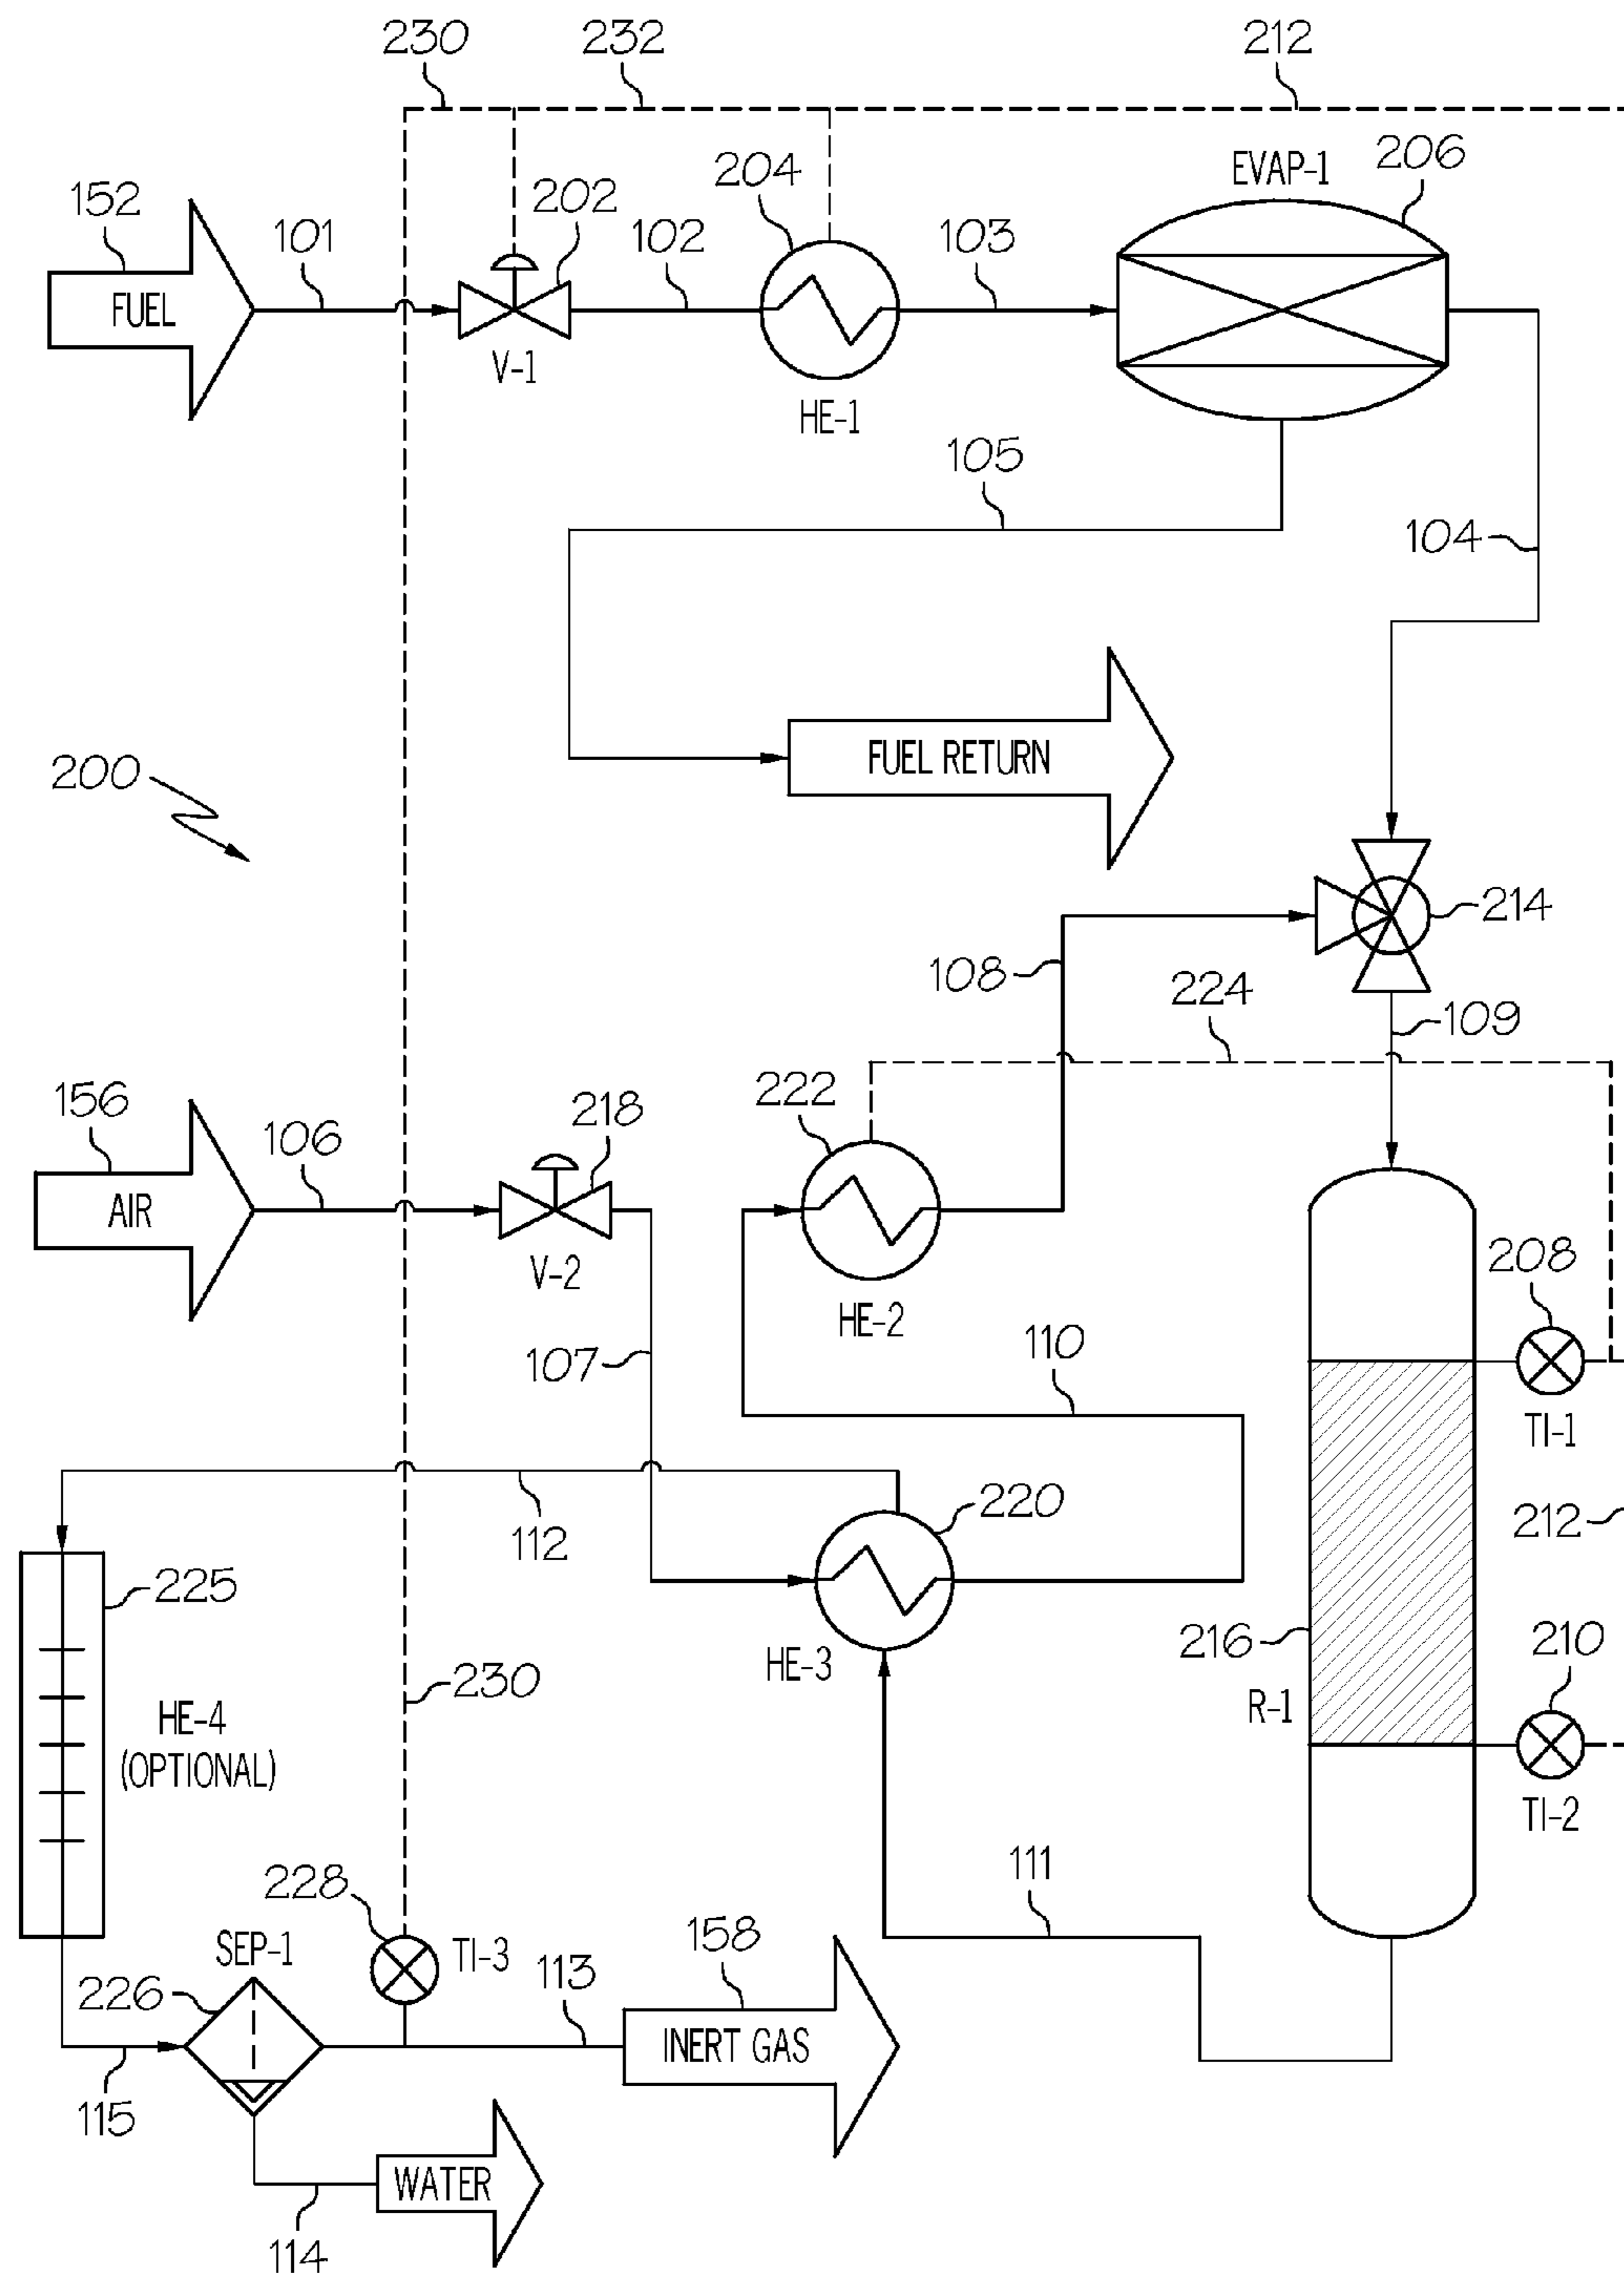 230
232
212
152
FUEL
101
202
V-1
102
204
HE-1
103
EVAP-1
206
105
104
FUEL RETURN
200
214
108
224
109
156
AIR
106
218
V-2
222
HE-2
107
110
208
TI-1
112
220
HE-3
212
225
216
R-1
210
TI-2
230
HE-4
(OPTIONAL)
228
TI-3
111
SEP-1
226
113
158
INERT GAS
115
WATER
114